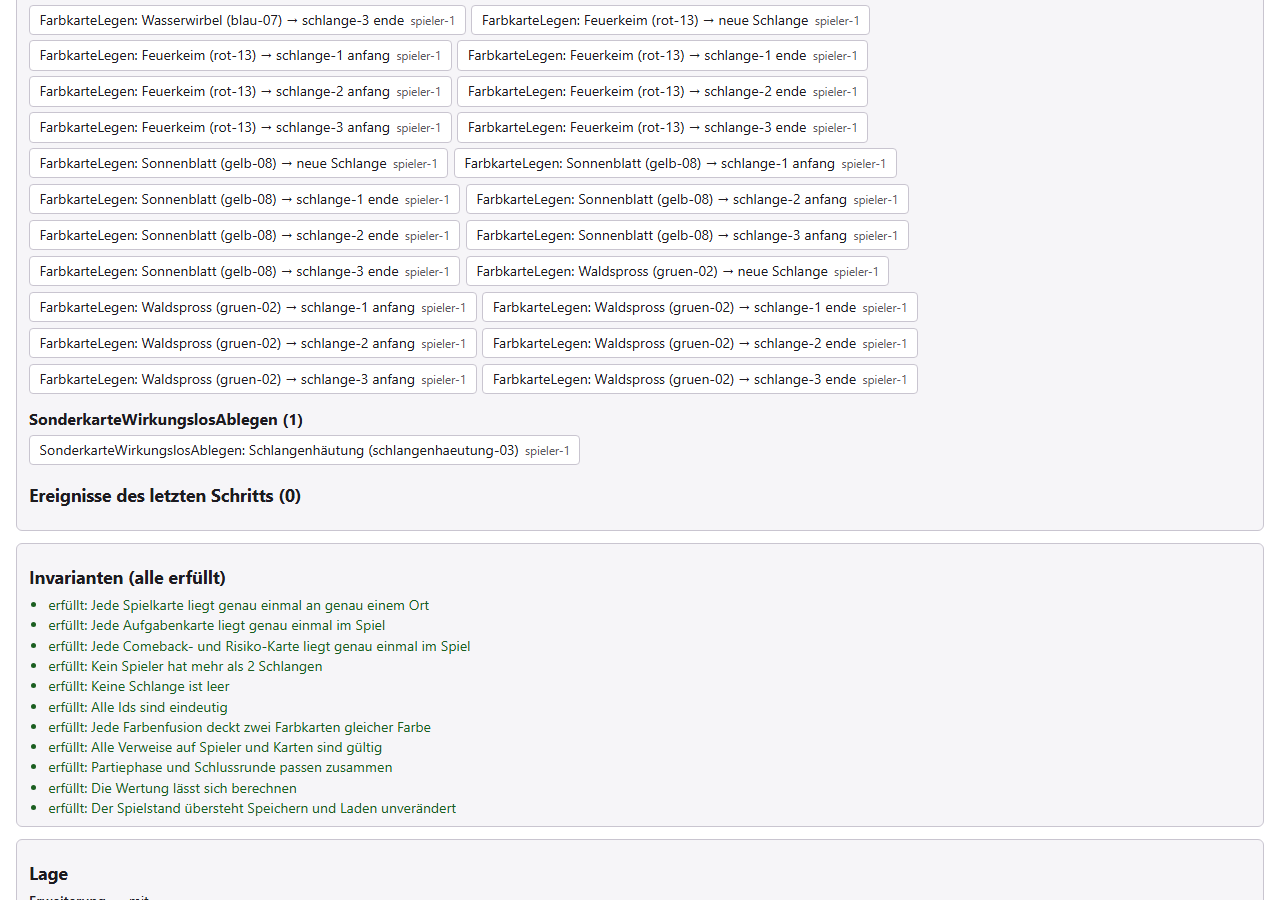 FarbkarteLegen: Wasserwirbel (blau-07) → schlange-3 ende spieler-1 FarbkarteLegen: Feuerkeim (rot-13) → neue Schlange spieler-1
FarbkarteLegen: Feuerkeim (rot-13) → schlange-1 anfang spieler-1 FarbkarteLegen: Feuerkeim (rot-13) → schlange-1 ende spieler-1
FarbkarteLegen: Feuerkeim (rot-13) → schlange-2 anfang spieler-1 FarbkarteLegen: Feuerkeim (rot-13) → schlange-2 ende spieler-1
FarbkarteLegen: Feuerkeim (rot-13) → schlange-3 anfang spieler-1 FarbkarteLegen: Feuerkeim (rot-13) → schlange-3 ende spieler-1
FarbkarteLegen: Sonnenblatt (gelb-08) → neue Schlange spieler-1 FarbkarteLegen: Sonnenblatt (gelb-08) → schlange-1 anfang spieler-1
FarbkarteLegen: Sonnenblatt (gelb-08) → schlange-1 ende spieler-1 FarbkarteLegen: Sonnenblatt (gelb-08) → schlange-2 anfang spieler-1
FarbkarteLegen: Sonnenblatt (gelb-08) → schlange-2 ende spieler-1 FarbkarteLegen: Sonnenblatt (gelb-08) → schlange-3 anfang spieler-1
FarbkarteLegen: Sonnenblatt (gelb-08) → schlange-3 ende spieler-1 FarbkarteLegen: Waldspross (gruen-02) → neue Schlange spieler-1
FarbkarteLegen: Waldspross (gruen-02) → schlange-1 anfang spieler-1 FarbkarteLegen: Waldspross (gruen-02) → schlange-1 ende spieler-1
FarbkarteLegen: Waldspross (gruen-02) → schlange-2 anfang spieler-1 FarbkarteLegen: Waldspross (gruen-02) → schlange-2 ende spieler-1
FarbkarteLegen: Waldspross (gruen-02) → schlange-3 anfang spieler-1 FarbkarteLegen: Waldspross (gruen-02) → schlange-3 ende spieler-1
SonderkarteWirkungslosAblegen (1)
SonderkarteWirkungslosAblegen: Schlangenhäutung (schlangenhaeutung-03) spieler-1
Ereignisse des letzten Schritts (0)
Invarianten (alle erfüllt)
• erfüllt: Jede Spielkarte liegt genau einmal an genau einem Ort
• erfüllt: Jede Aufgabenkarte liegt genau einmal im Spiel
• erfüllt: Jede Comeback- und Risiko-Karte liegt genau einmal im Spiel
• erfüllt: Kein Spieler hat mehr als 2 Schlangen
• erfüllt: Keine Schlange ist leer
• erfüllt: Alle Ids sind eindeutig
• erfüllt: Jede Farbenfusion deckt zwei Farbkarten gleicher Farbe
• erfüllt: Alle Verweise auf Spieler und Karten sind gültig
• erfüllt: Partiephase und Schlussrunde passen zusammen
• erfüllt: Die Wertung lässt sich berechnen
• erfüllt: Der Spielstand übersteht Speichern und Laden unverändert
Lage